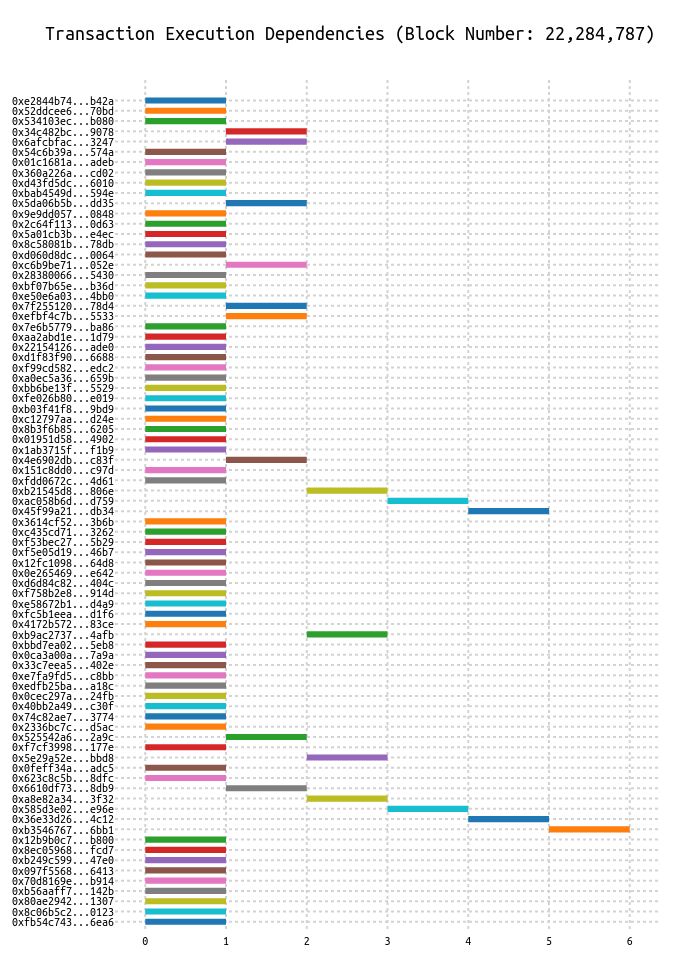 Transaction Execution Dependencies (Block Number: 22,284,787)
0xe2844b74...b42a
0x52ddcee6...70bd
0x534103ec...b080
0x34c482bc...9078
0x6afcbfac...3247
0x54c6b39a...574a
0x01c1681a...adeb
0x360a226a...cd02
0xd43fd5dc...6010
0xbab4549d...594e
0x5da06b5b...dd35
0x9e9dd057...0848
0x2c64f113...0d63
0x5a01cb3b...e4ec
0x8c58081b...78db
0xd060d8dc...0064
0xc6b9be71...052e
0x28380066...5430
0xbf07b65e...b36d
0xe50e6a03...4bb0
0x7f255120...78d4
0xefbf4c7b...5533
0x7e6b5779...ba86
0xaa2abd1e...1d79
0x22154126...ade0
0xd1f83f90...6688
0xf99cd582...edc2
0xa0ec5a36...659b
0xbb6be13f...5529
0xfe026b80...e019
0xb03f41f8...9bd9
0xc12797aa...d24e
0x8b3f6b85...6205
0x01951d58...4902
0x1ab3715f...f1b9
0x4e6902db...c83f
0x151c8dd0...c97d
0xfdd0672c...4d61
0xb21545d8...806e
0xac058b6d...d759
0x45f99a21...db34
0x3614cf52...3b6b
0xc435cd71...3262
0xf53bec27...5b29
0xf5e05d19...46b7
0x12fc1098...64d8
0x0e265469...e642
0xd6d84c82...404c
0xf758b2e8...914d
0xe58672b1...d4a9
0xfc5b1eea...d1f6
0x4172b572...83ce
0xb9ac2737...4afb
0xbbd7ea02...5eb8
0x0ca3a00a...7a9a
0x33c7eea5...402e
0xe7fa9fd5...c8bb
0xedfb25ba...a18c
0x0cec297a...24fb
0x40bb2a49...c30f
0x74c82ae7...3774
0x2336bc7c...d5ac
0x525542a6...2a9c
0xf7cf3998...177e
0x5e29a52e...bbd8
0x0feff34a...adc5
0x623c8c5b...8dfc
0x6610df73...8db9
0xa8e82a34...3f32
0x585d3e02...e96e
0x36e33d26...4c12
0xb3546767...6bb1
0x12b9b0c7...b800
0x8ec05968...fcd7
0xb249c599...47e0
0x097f5568...6413
0x70d8169e...b914
0xb56aaff7...142b
0x80ae2942...1307
0x8c06b5c2...0123
0xfb54c743...6ea6
0 1 2 3 4 5 6